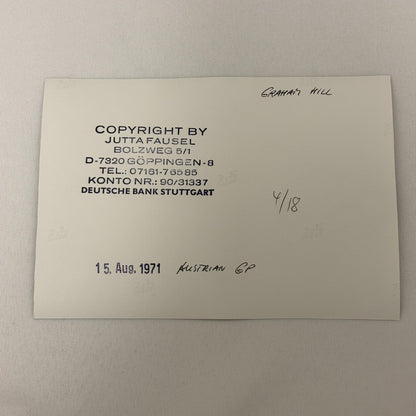 GRAHAM HILL
COPYRIGHT BY
JUTTA FAUSEL
BOLZWEG 5/1
D-7320 GÖPPINGEN-8
TEL.: 07161-76585
KONTO NR.: 90/31337
DEUTSCHE BANK STUTTGART
4/18
15. Aug. 1971 AUSTRIAN GP